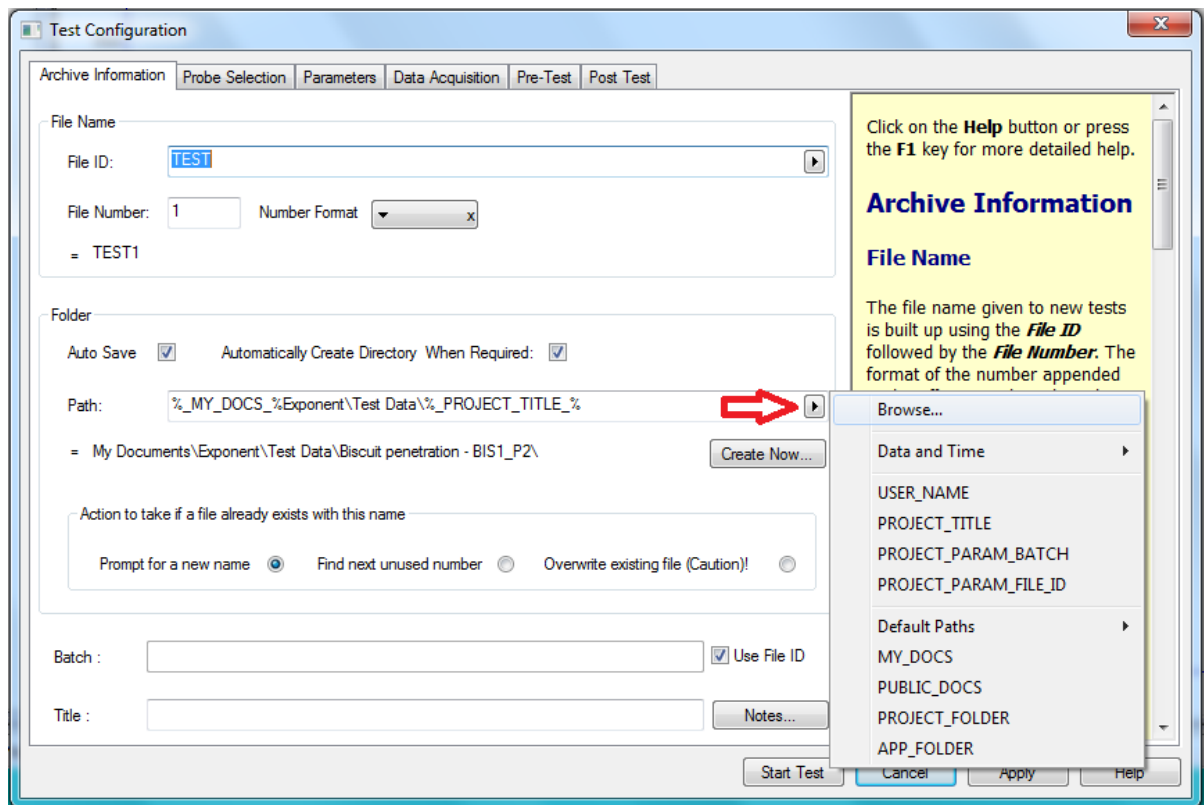 Test Configuration
x
Archive Information Probe Selection Parameters Data Acquisition Pre-Test Post Test
File Name
File ID: TEST
File Number: 1 Number Format x
= TEST1
Folder
Auto Save Automatically Create Directory When Required:
Path: %_MY_DOCS_%Exponent\Test Data\%_PROJECT_TITLE_%
= My Documents\Exponent\Test Data\Biscuit penetration - BIS1_P2\ Create Now...
Action to take if a file already exists with this name
Prompt for a new name Find next unused number Overwrite existing file (Caution)!
Batch : Use File ID
Title : Notes...
Click on the Help button or press
the F1 key for more detailed help.
Archive Information
File Name
The file name given to new tests
is built up using the File ID
followed by the File Number. The
format of the number appended
Browse...
Data and Time
USER_NAME
PROJECT_TITLE
PROJECT_PARAM_BATCH
PROJECT_PARAM_FILE_ID
Default Paths
MY_DOCS
PUBLIC_DOCS
PROJECT_FOLDER
APP_FOLDER
Start Test Cancel Apply Help